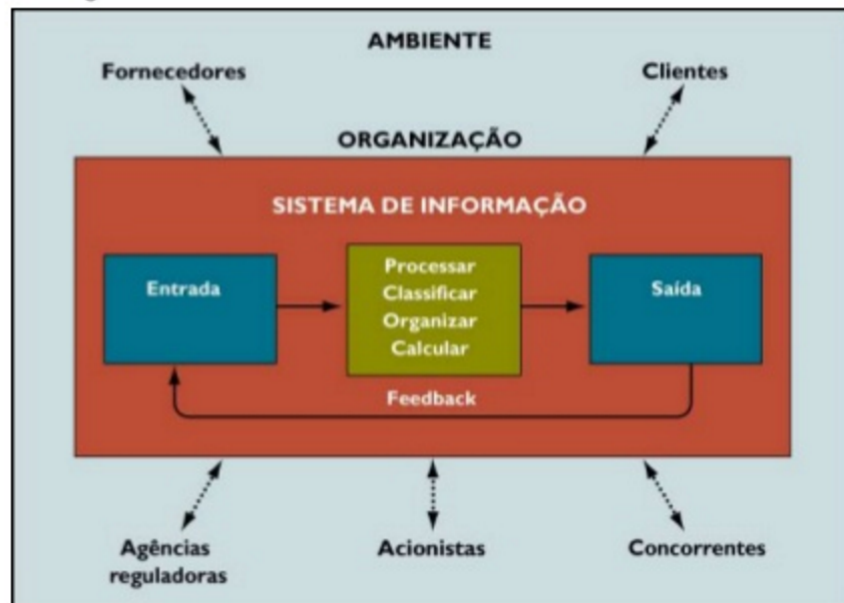 AMBIENTE
Fornecedores
Clientes
ORGANIZAÇÃO
SISTEMA DE INFORMAÇÃO
Entrada
Processar
Classificar
Organizar
Calcular
Saída
Feedback
Agências
reguladoras
Acionistas
Concorrentes